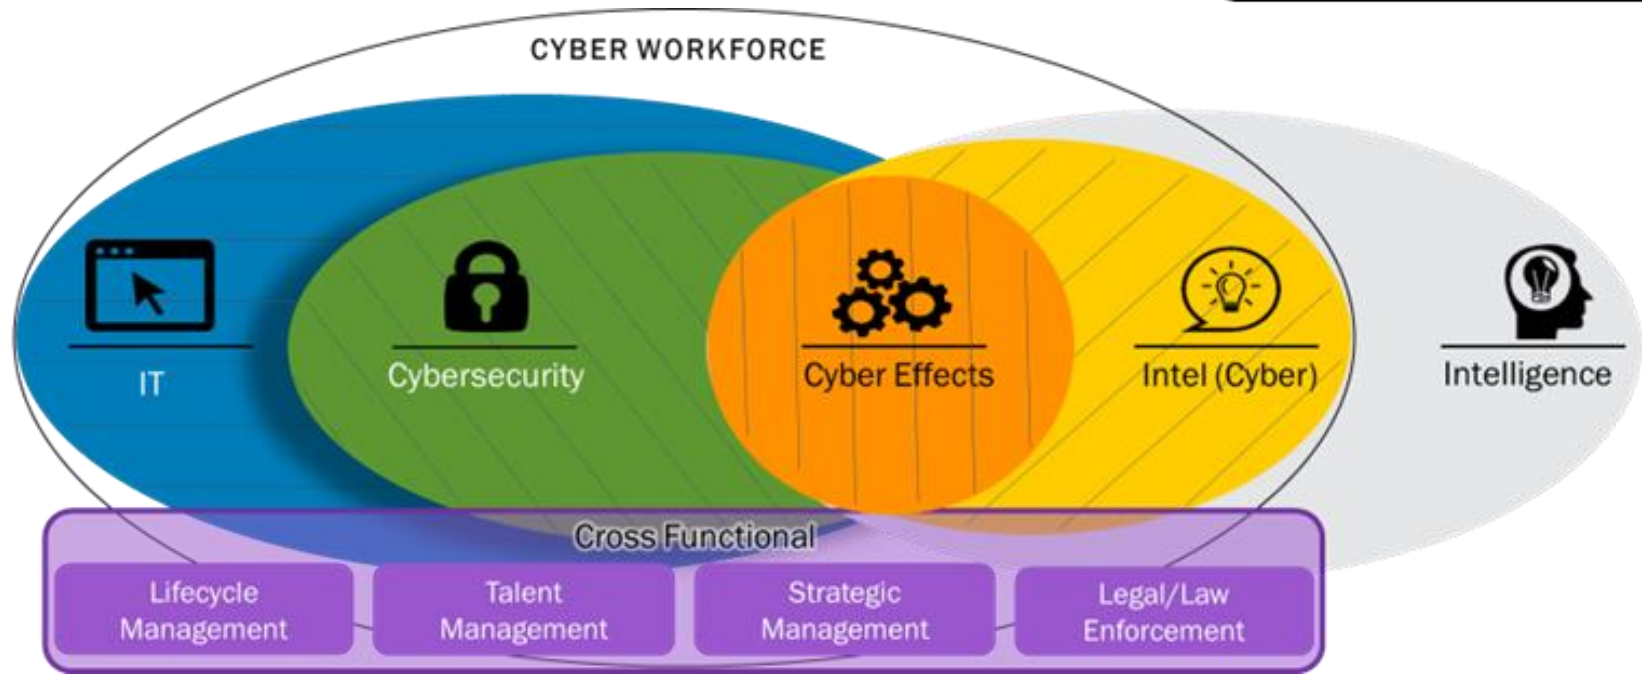 CYBER WORKFORCE
IT
Cybersecurity
Cyber Effects
Intel (Cyber)
Intelligence
Cross Functional
Lifecycle
Management
Talent
Management
Strategic
Management
Legal/Law
Enforcement